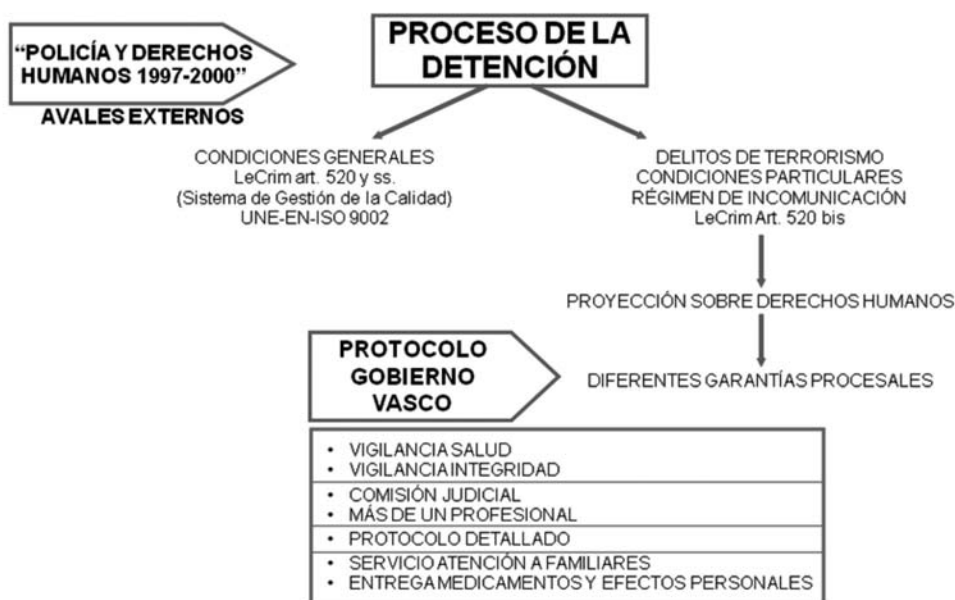 “POLICÍA Y DERECHOS
HUMANOS 1997-2000”
AVALES EXTERNOS
PROCESO DE LA
DETENCIÓN
CONDICIONES GENERALES
LeCrim art. 520 y ss.
(Sistema de Gestión de la Calidad)
UNE-EN-ISO 9002
DELITOS DE TERRORISMO
CONDICIONES PARTICULARES
RÉGIMEN DE INCOMUNICACIÓN
LeCrim Art. 520 bis
PROYECCIÓN SOBRE DERECHOS HUMANOS
DIFERENTES GARANTÍAS PROCESALES
PROTOCOLO
GOBIERNO
VASCO
• VIGILANCIA SALUD
• VIGILANCIA INTEGRIDAD
• COMISIÓN JUDICIAL
• MÁS DE UN PROFESIONAL
• PROTOCOLO DETALLADO
• SERVICIO ATENCIÓN A FAMILIARES
• ENTREGA MEDICAMENTOS Y EFECTOS PERSONALES